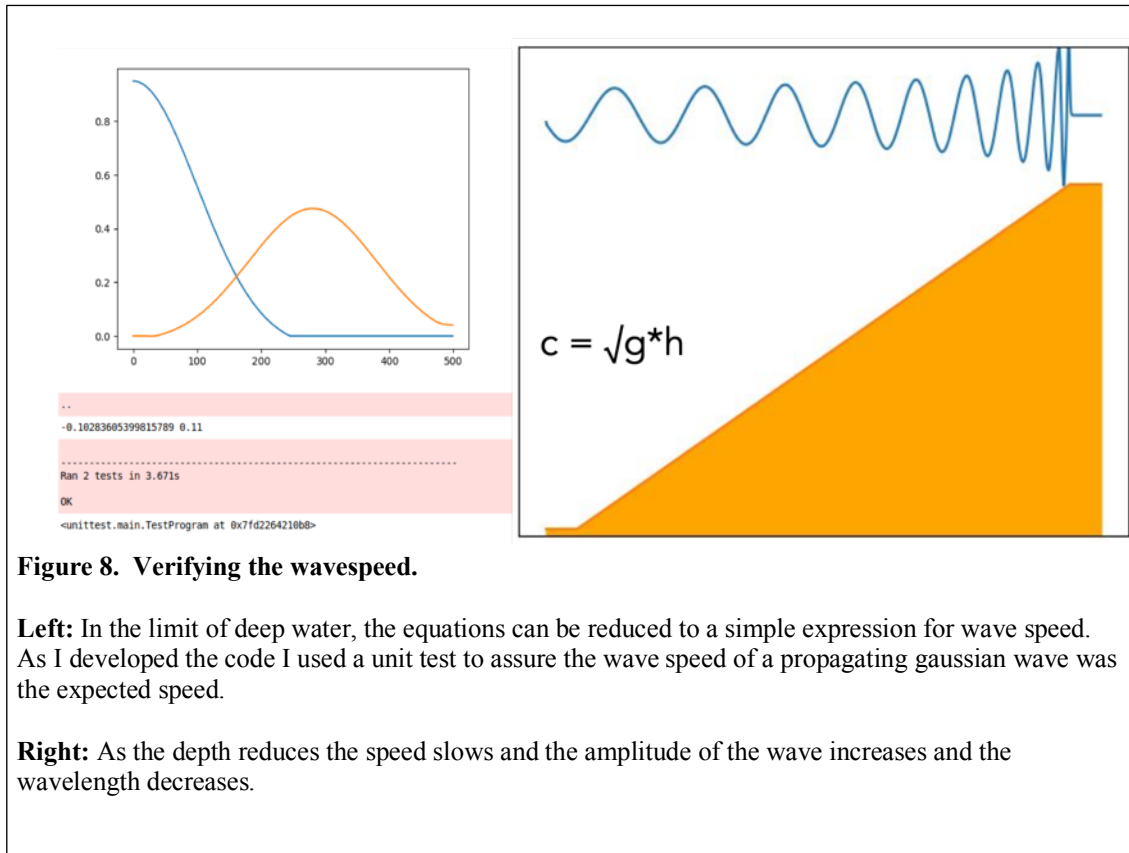 0.8
0.6
0.4
0.2
0.0
0 100 200 300 400 500
..
-0.10283605399815789 0.11
----------------------------------------------------------------------
Ran 2 tests in 3.671s
OK
<unittest.main.TestProgram at 0x7fd2264210b8>
c = √g*h
Figure 8. Verifying the wavespeed.
Left: In the limit of deep water, the equations can be reduced to a simple expression for wave speed.
As I developed the code I used a unit test to assure the wave speed of a propagating gaussian wave was
the expected speed.
Right: As the depth reduces the speed slows and the amplitude of the wave increases and the
wavelength decreases.